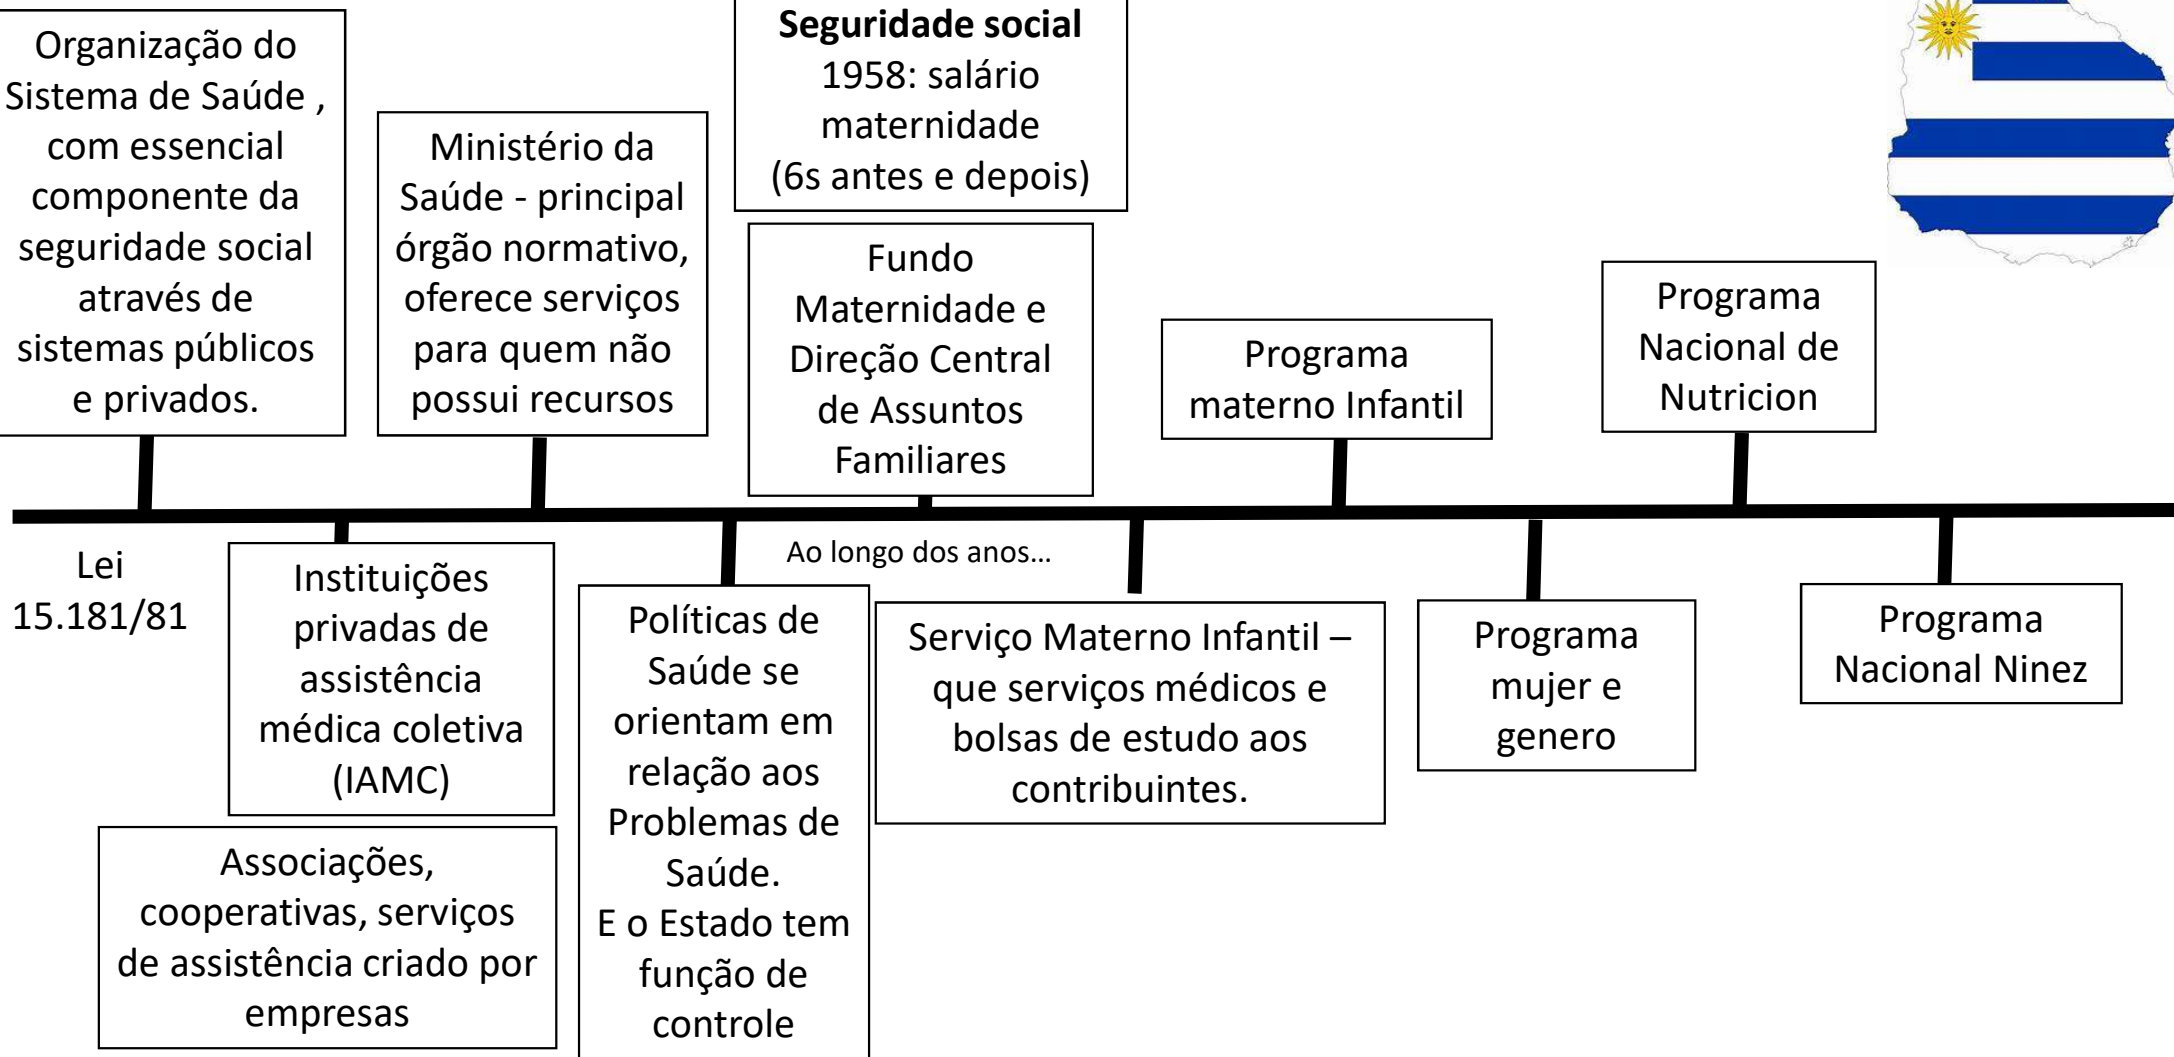 Organização do
Sistema de Saúde ,
com essencial
componente da
seguridade social
através de
sistemas públicos
e privados.
Ministério da
Saúde - principal
órgão normativo,
oferece serviços
para quem não
possui recursos
Seguridade social
1958: salário
maternidade
(6s antes e depois)
Fundo
Maternidade e
Direção Central
de Assuntos
Familiares
Programa
materno Infantil
Programa
Nacional de
Nutricion
Lei
15.181/81
Instituições
privadas de
assistência
médica coletiva
(IAMC)
Associações,
cooperativas, serviços
de assistência criado por
empresas
Políticas de
Saúde se
orientam em
relação aos
Problemas de
Saúde.
E o Estado tem
função de
controle
Ao longo dos anos...
Serviço Materno Infantil –
que serviços médicos e
bolsas de estudo aos
contribuintes.
Programa
mujer e
genero
Programa
Nacional Ninez